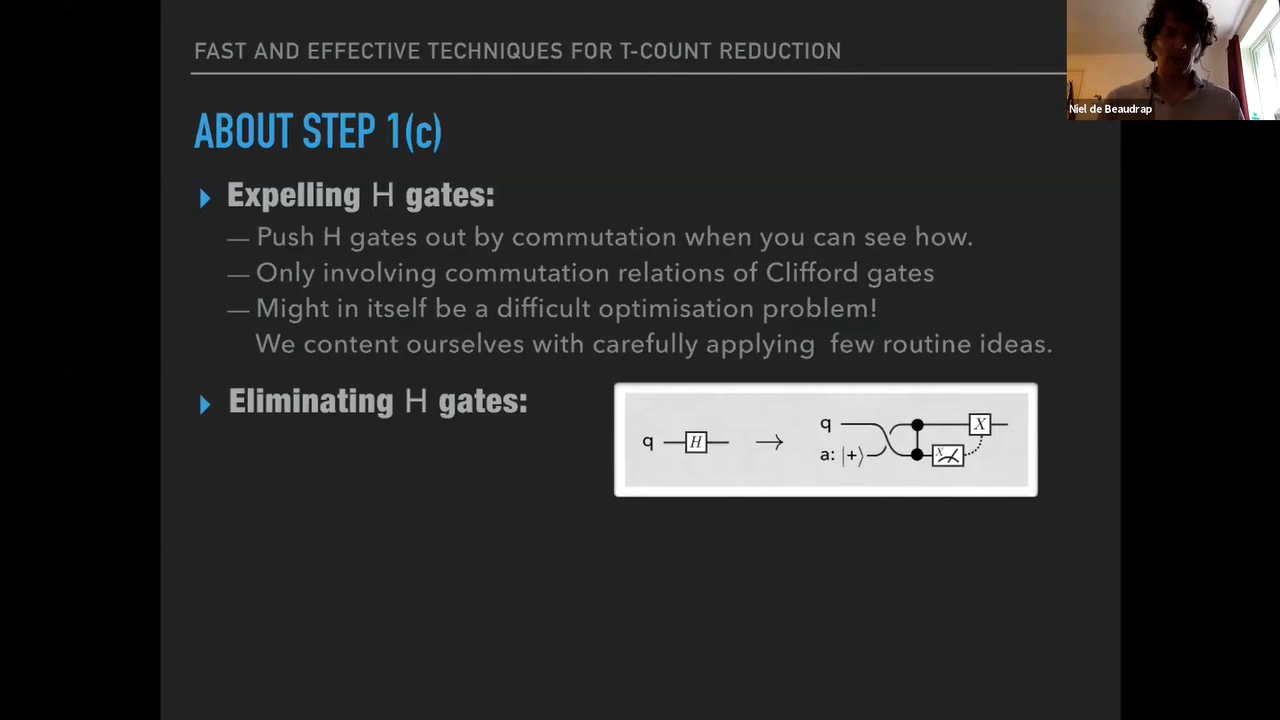 FAST AND EFFECTIVE TECHNIQUES FOR T-COUNT REDUCTION
Niel de Beaudrap
ABOUT STEP 1(c)
Expelling H gates:
— Push H gates out by commutation when you can see how.
— Only involving commutation relations of Clifford gates
— Might in itself be a difficult optimisation problem!
We content ourselves with carefully applying few routine ideas.
Eliminating H gates:
q H → q X
a: |+⟩ X